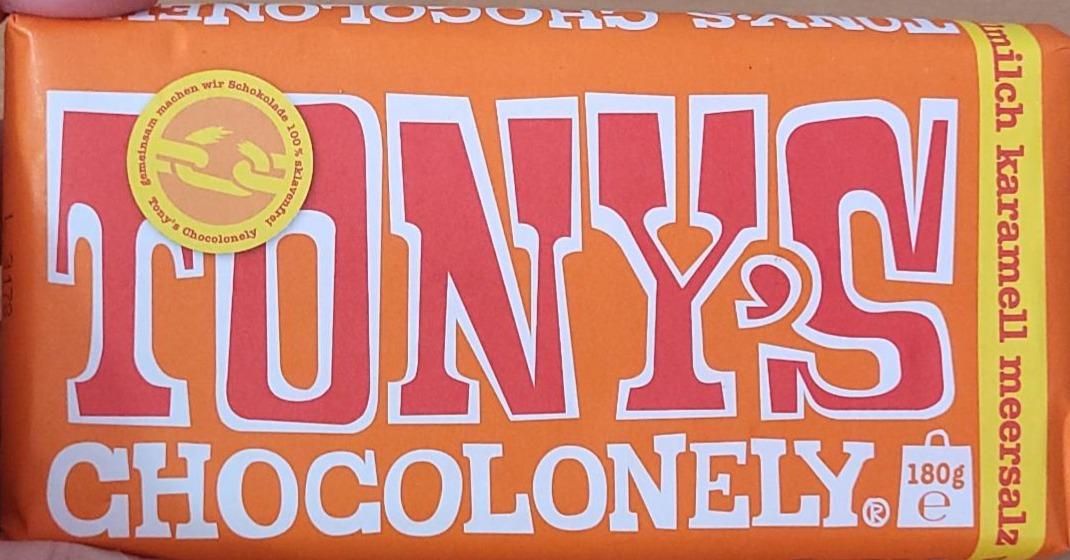 TONY'S CHOCOLONELY
gemeinsam machen wir Schokolade 100% sklavenfrei
Tony's Chocolonely
TONY'S
CHOCOLONELY®
180g
e
milch karamell meersalz